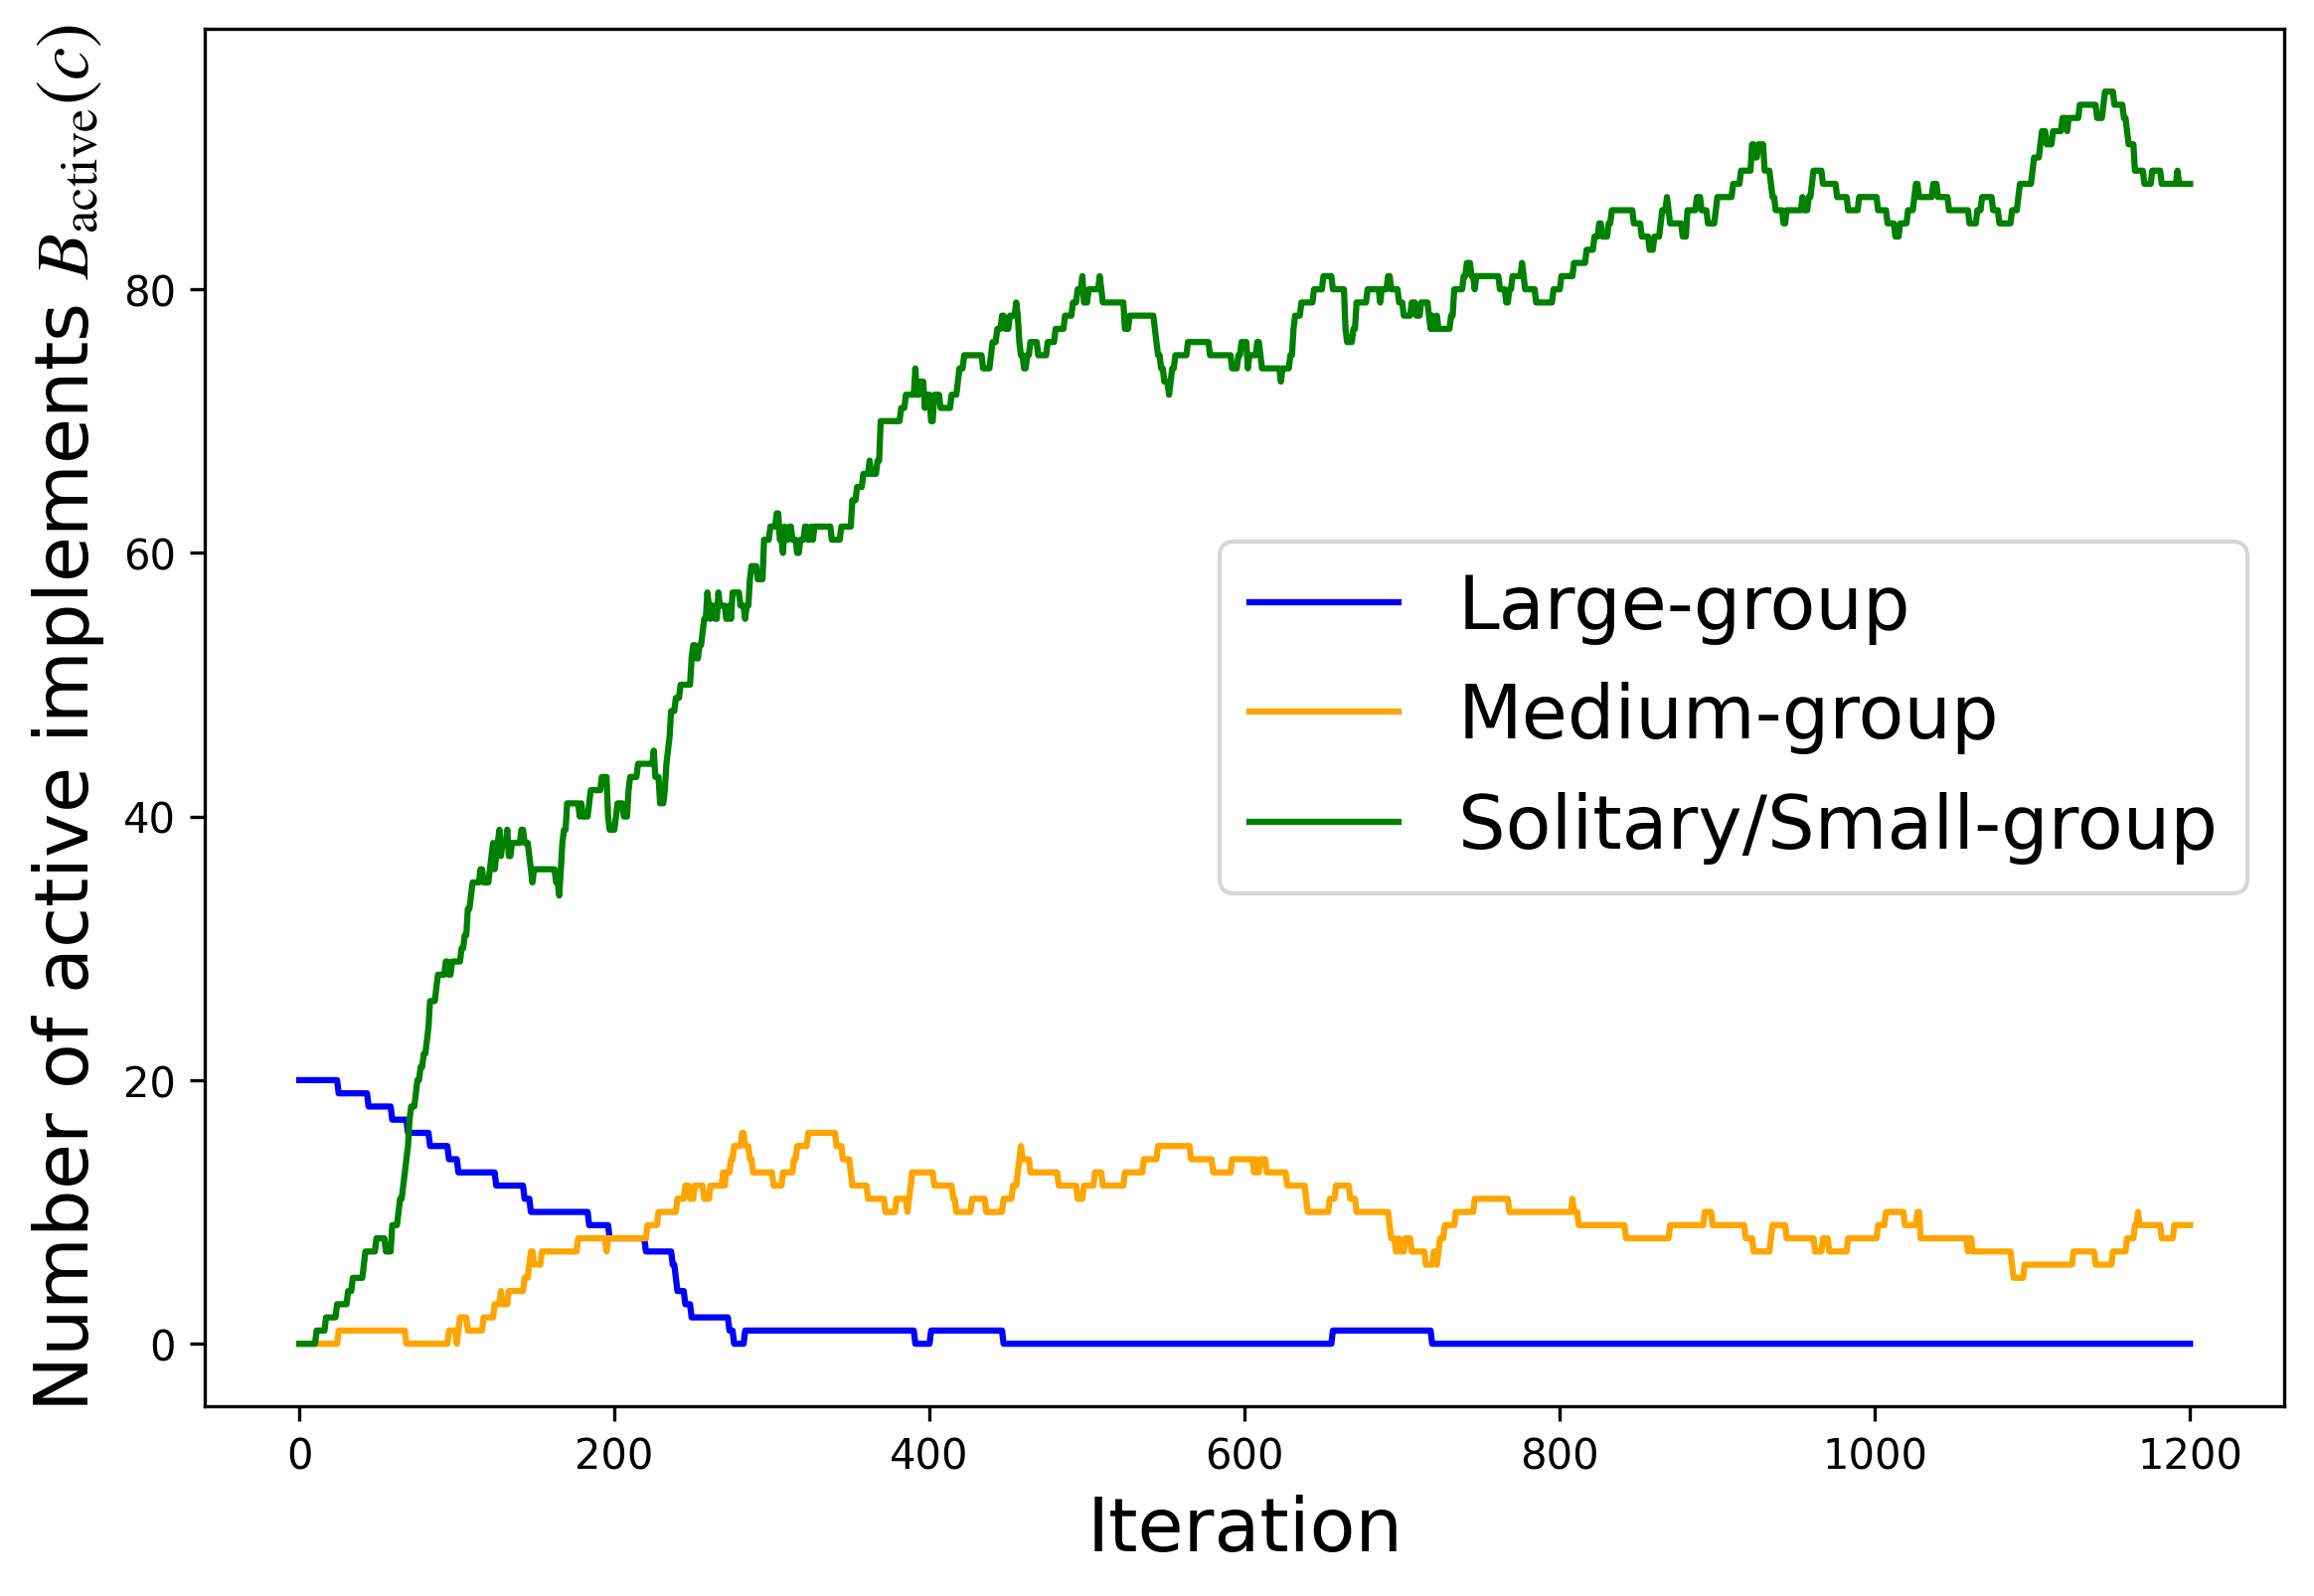 Number of active implements B_active(c)
80
60
40
20
0
Large-group
Medium-group
Solitary/Small-group
0 200 400 600 800 1000 1200
Iteration